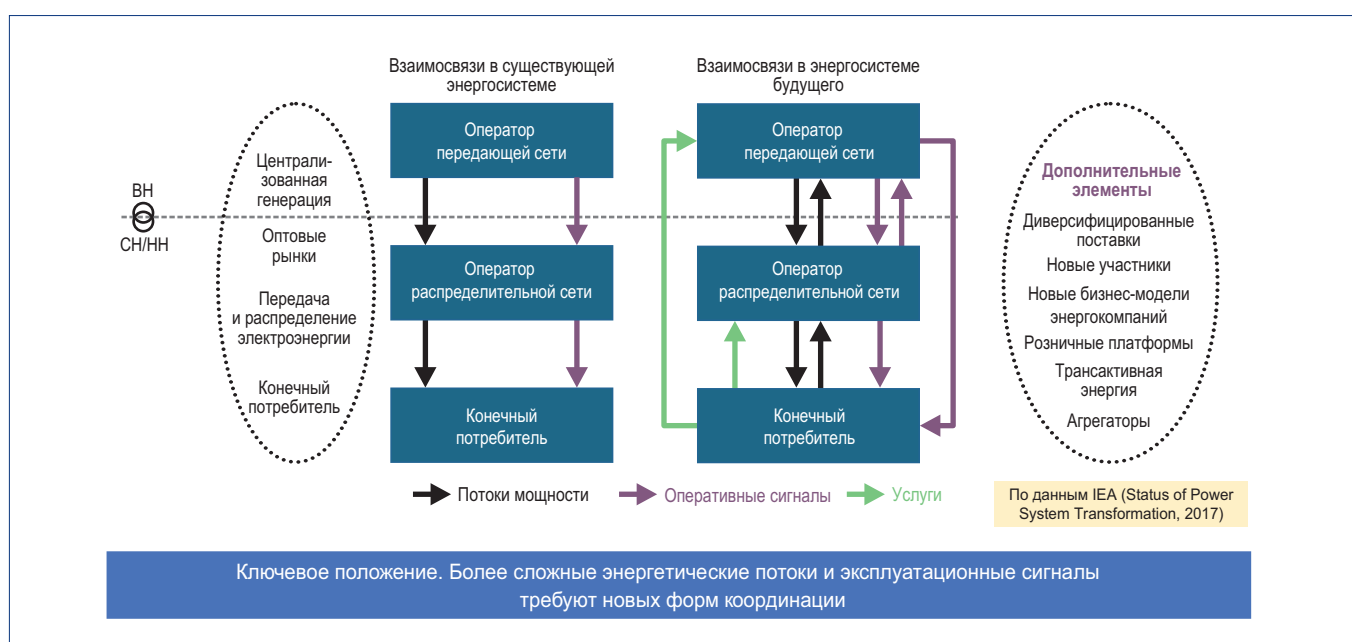 Взаимосвязи в существующей
энергосистеме
Взаимосвязи в энергосистеме
будущего
ВН
СН/НН
Централи-
зованная
генерация
Оптовые
рынки
Передача
и распределение
электроэнергии
Конечный
потребитель
Оператор
передающей сети
Оператор
распределительной сети
Конечный
потребитель
Оператор
передающей сети
Оператор
распределительной сети
Конечный
потребитель
Дополнительные
элементы
Диверсифицированные
поставки
Новые участники
Новые бизнес-модели
энергокомпаний
Розничные платформы
Трансактивная
энергия
Агрегаторы
Потоки мощности
Оперативные сигналы
Услуги
По данным IEA (Status of Power
System Transformation, 2017)
Ключевое положение. Более сложные энергетические потоки и эксплуатационные сигналы
требуют новых форм координации